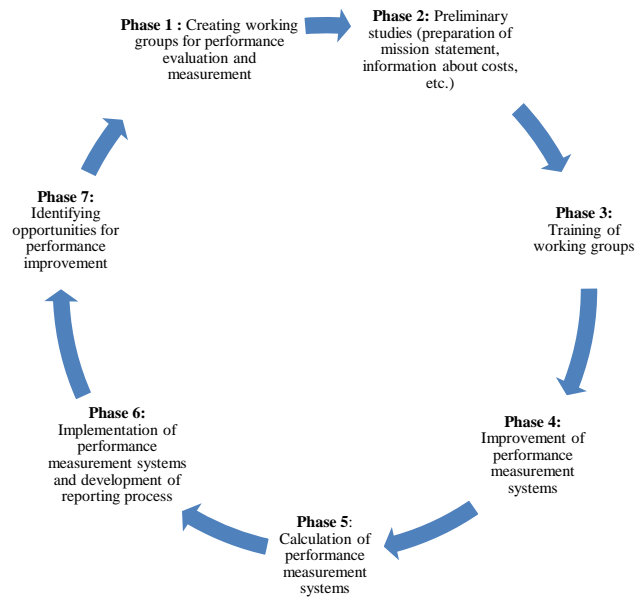 Phase 1 : Creating working
groups for performance
evaluation and
measurement
Phase 2: Preliminary
studies (preparation of
mission statement,
information about costs,
etc.)
Phase 3:
Training of
working groups
Phase 4:
Improvement of
performance
measurement
systems
Phase 5:
Calculation of
performance
measurement
systems
Phase 6:
Implementation of
performance
measurement systems
and development of
reporting process
Phase 7:
Identifying
opportunities for
performance
improvement